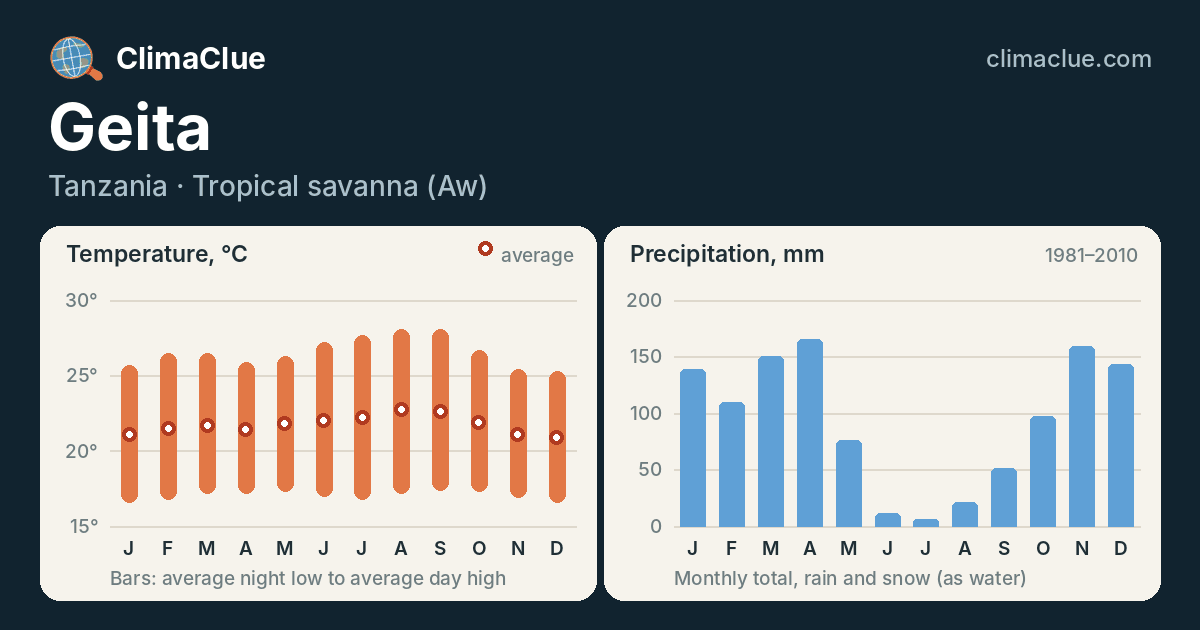 ClimaClue
climaclue.com
Geita
Tanzania · Tropical savanna (Aw)
Temperature, °C
average
30°
25°
20°
15°
J F M A M J J A S O N D
Bars: average night low to average day high
Precipitation, mm
1981–2010
200
150
100
50
0
J F M A M J J A S O N D
Monthly total, rain and snow (as water)